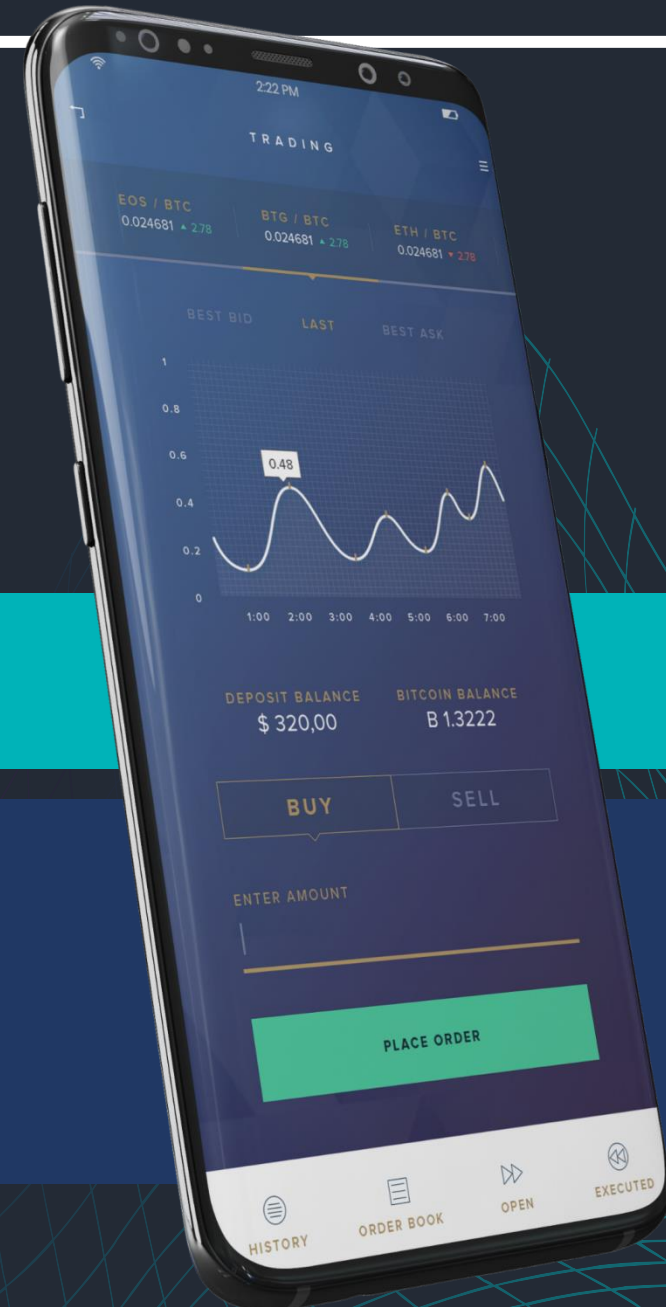 2:22 PM
TRADING
EOS / BTC
0.024681 ▲ 2.78
BTG / BTC
0.024681 ▲ 2.78
ETH / BTC
0.024681 ▼ 2.78
BEST BID LAST BEST ASK
1
0.8
0.6
0.48
0.4
0.2
0
1:00 2:00 3:00 4:00 5:00 6:00 7:00
DEPOSIT BALANCE
$ 320,00
BITCOIN BALANCE
B 1.3222
BUY SELL
ENTER AMOUNT
PLACE ORDER
HISTORY ORDER BOOK OPEN EXECUTED